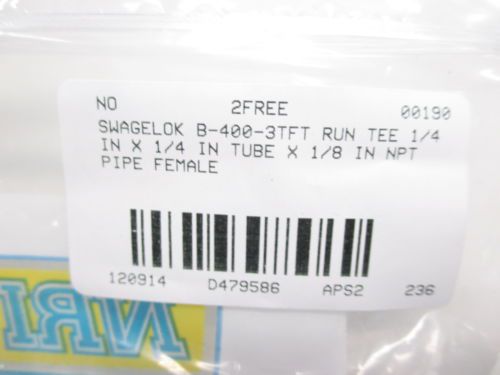 NO 2FREE 00190
SWAGELOK B-400-3TFT RUN TEE 1/4
IN X 1/4 IN TUBE X 1/8 IN NPT
PIPE FEMALE
120914 D479586 APS2 236
NRI